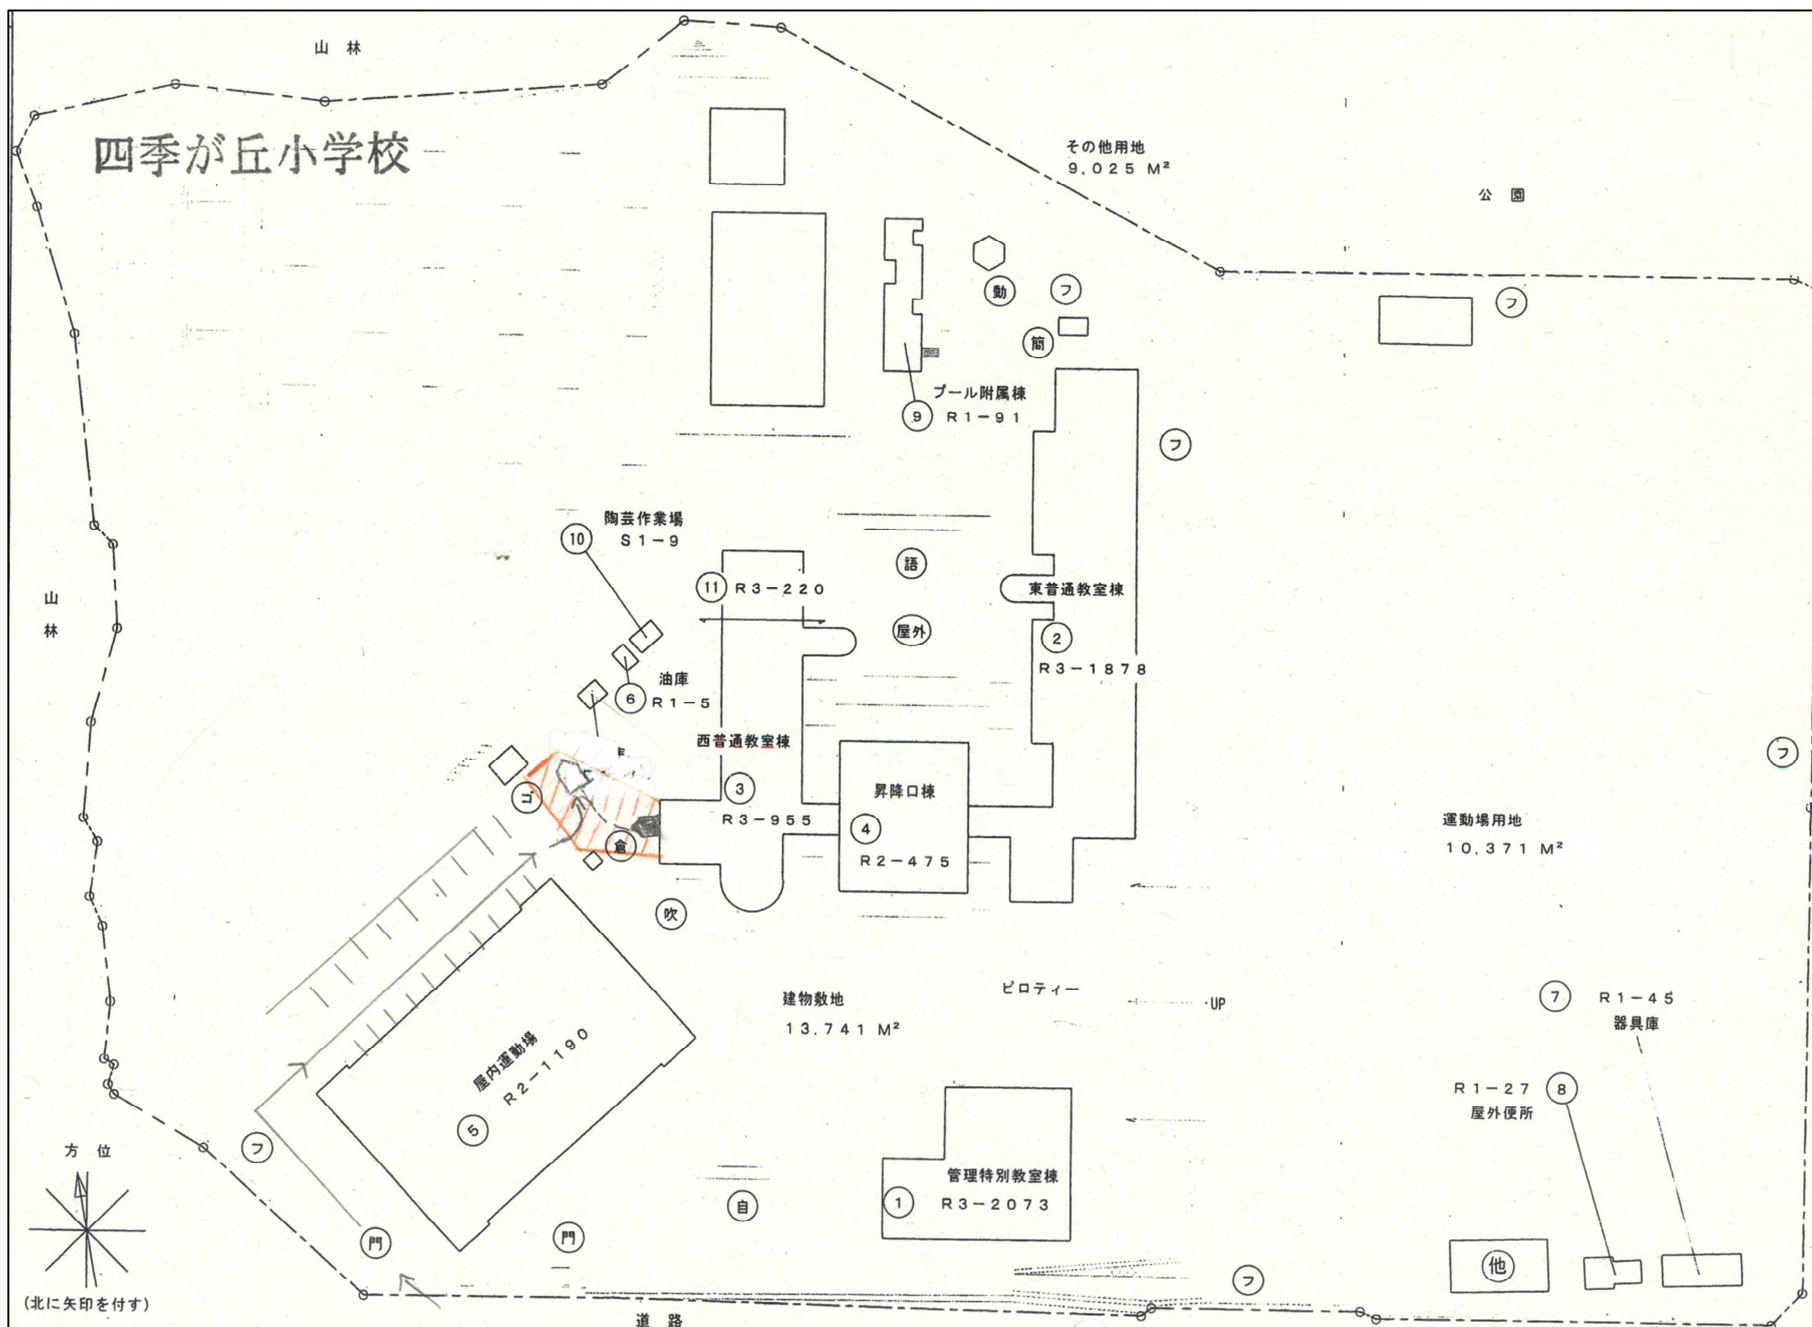 山 林
四季が丘小学校
その他用地
9,025 M²
公 園
動
フ
フ
簡
プール附属棟
⑨ R1-91
フ
陶芸作業場
⑩ S1-9
語
⑪ R3-220
東普通教室棟
屋外
②
R3-1878
山
林
油庫
⑥ R1-5
西普通教室棟
フ
③
昇降口棟
ゴ
R3-955
④
倉
R2-475
運動場用地
10,371 M²
吹
建物敷地
13,741 M²
ピロティー
UP
⑦ R1-45
器具庫
屋内運動場
R2-1190
⑤
R1-27 ⑧
屋外便所
方 位
フ
管理特別教室棟
① R3-2073
自
門
門
他
フ
(北に矢印を付す)
道 路